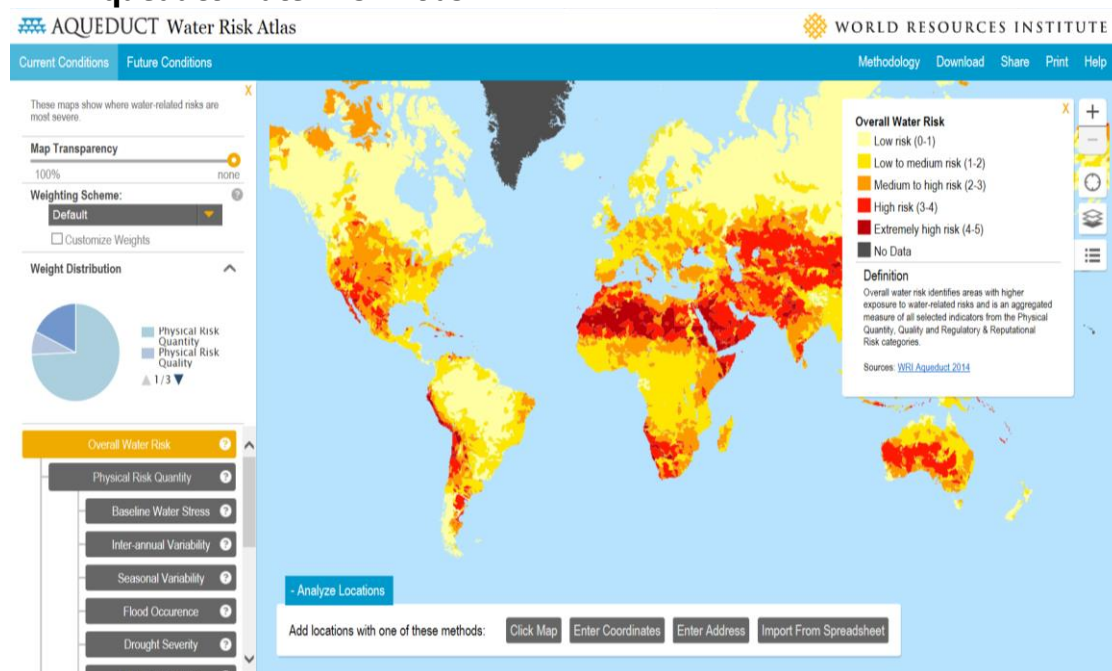 AQUEDUCT Water Risk Atlas
WORLD RESOURCES INSTITUTE
Current Conditions Future Conditions
Methodology Download Share Print Help
X
These maps show where water-related risks are
most severe.
Map Transparency
100% none
Weighting Scheme: ?
Default
Customize Weights
Weight Distribution
Physical Risk
Quantity
Physical Risk
Quality
1/3
Overall Water Risk ?
Physical Risk Quantity ?
Baseline Water Stress ?
Inter-annual Variability ?
Seasonal Variability ?
Flood Occurence ?
Drought Severity ?
X
Overall Water Risk
Low risk (0-1)
Low to medium risk (1-2)
Medium to high risk (2-3)
High risk (3-4)
Extremely high risk (4-5)
No Data
Definition
Overall water risk identifies areas with higher
exposure to water-related risks and is an aggregated
measure of all selected indicators from the Physical
Quantity, Quality and Regulatory & Reputational
Risk categories.
Sources: WRI Aqueduct 2014
+
−
- Analyze Locations
Add locations with one of these methods: Click Map Enter Coordinates Enter Address Import From Spreadsheet